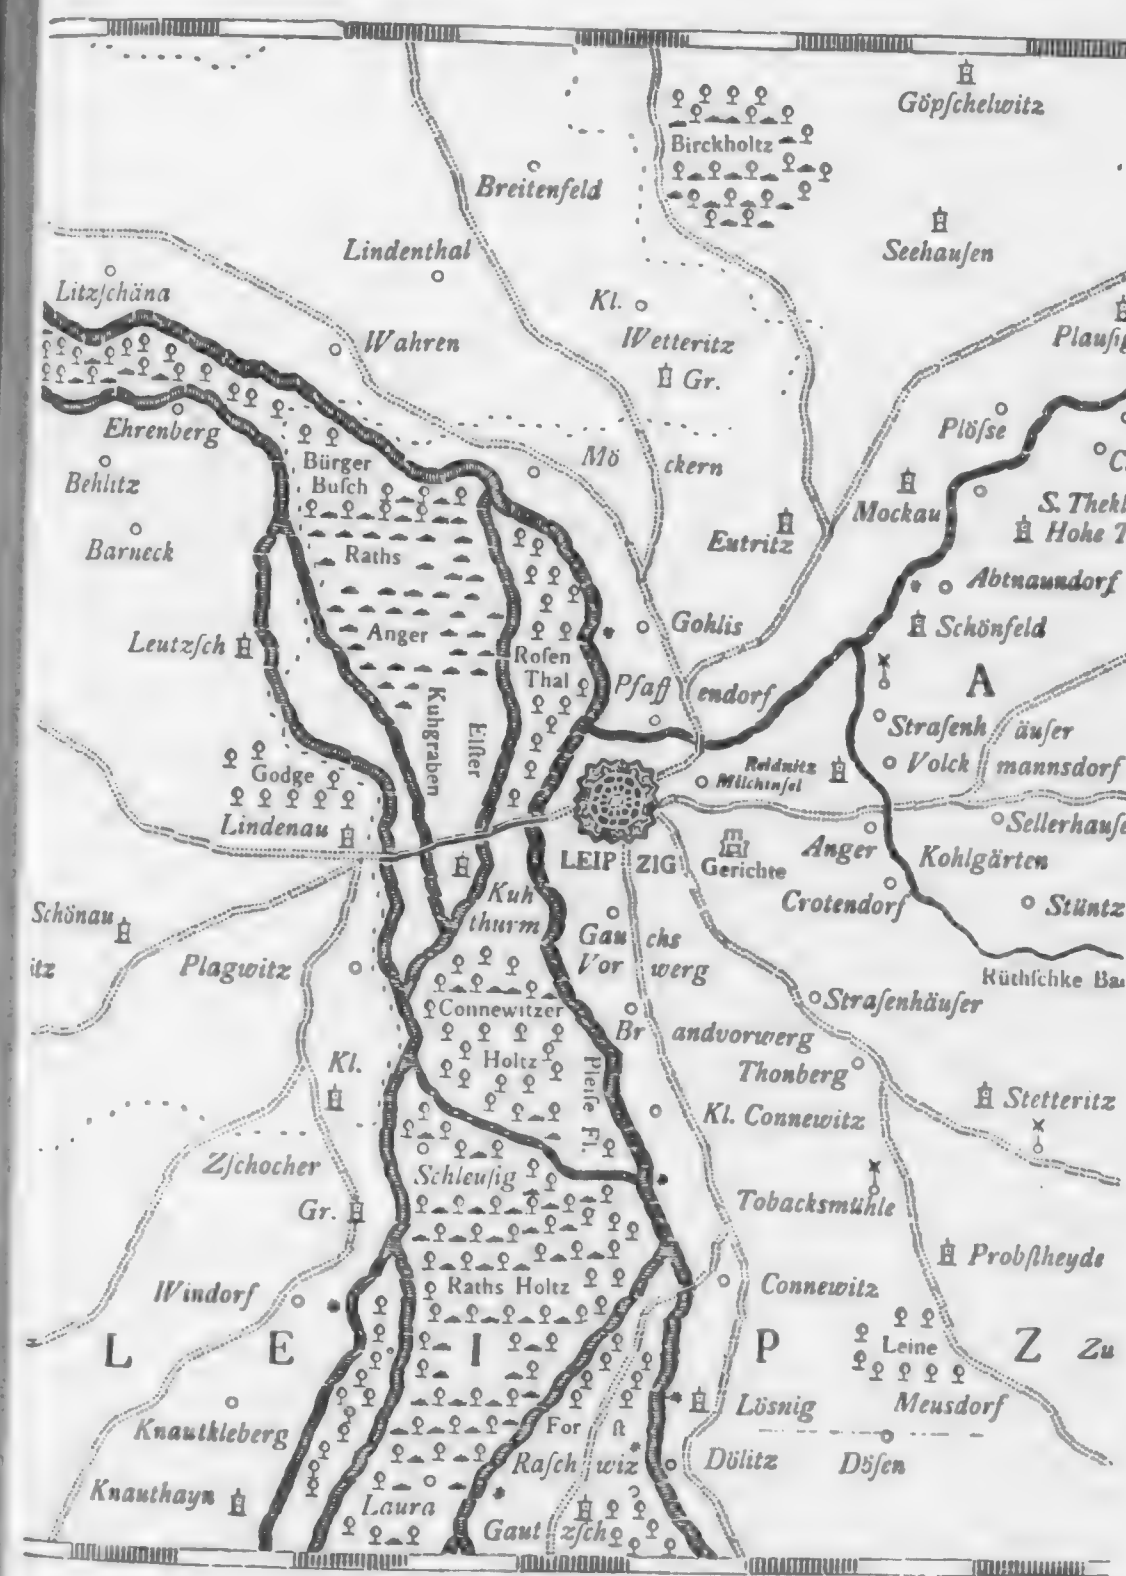 Göpſchelwitz
Birckholtz
Breitenfeld
Seehauſen
Lindenthal
Litzſchäna
Kl.
Wetteritz
Gr.
Wahren
Plauſig
Ehrenberg
Plöſse
Bürger
Buſch
Mö ckern
Behlitz
C
Mockau
S. Thekl
Hohe T
Eutritz
Barneck
Raths
Abtnaundorf
Anger
Gohlis
Schönfeld
Leutzſch
Roſen
Thal
Pfaff endorf
A
Kuhgraben
Elſter
Straſenh äuſer
Reidnitz
Milchinſel
Volck mannsdorf
Godge
Lindenau
Sellerhauſe
LEIP ZIG
Gerichte
Anger
Kohlgärten
Kuh
thurm
Crotendorf
Stüntz
Schönau
Gau chs
Vor werg
itz
Plagwitz
Rüthſchke Ba
Connewitzer
Holtz
Straſenhäuſer
Br andvorwerg
Pleiſe Fl.
Thonberg
Kl.
Stetteritz
Kl. Connewitz
Zſchocher
Schleuſig
Gr.
Tobacksmühle
Probſtheyde
Windorf
Raths Holtz
Connewitz
L E I P Z
Zu
Leine
Meusdorf
Knautkleberg
For ſt
Lösnig
Raſch wiz
Dölitz
Döſen
Knauthayn
Laura
Gaut zſch